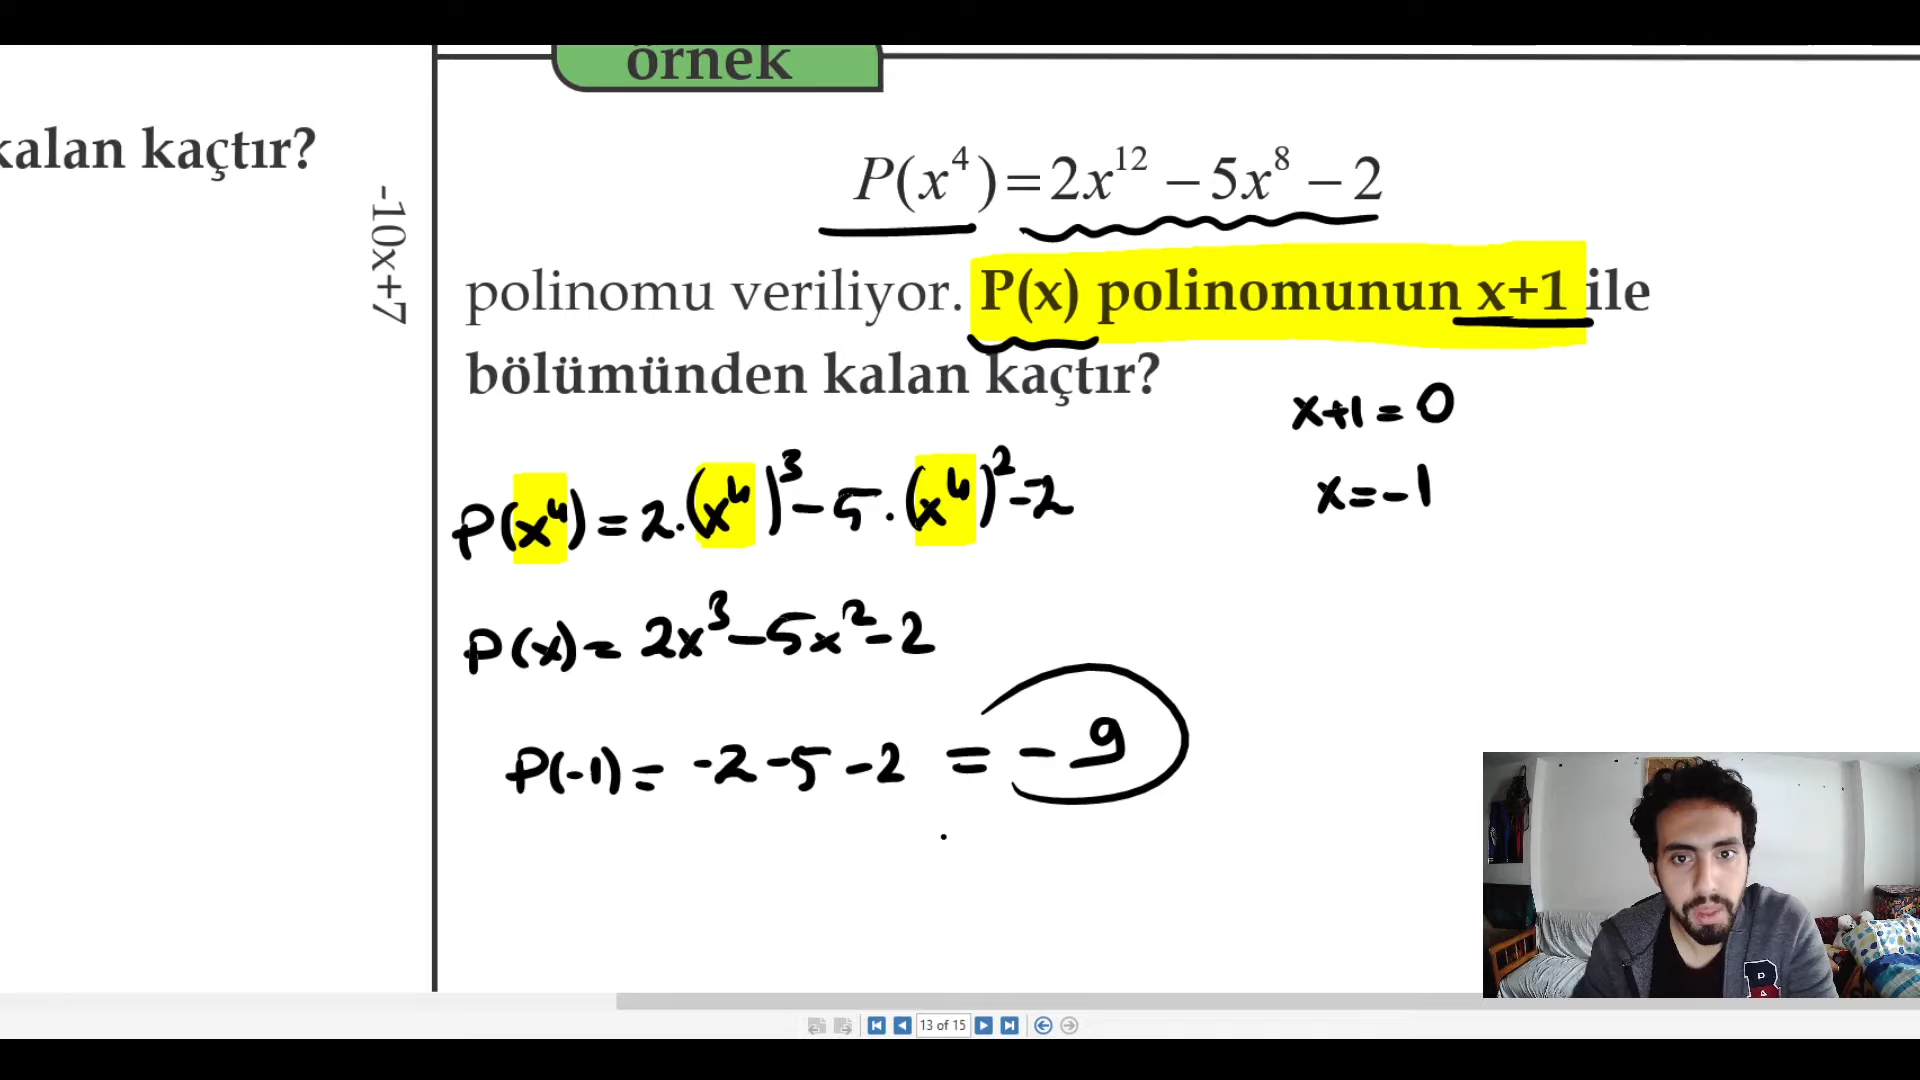 kalan kaçtır?
-10x+7
örnek
P(x⁴)=2x¹²−5x⁸−2
polinomu veriliyor. P(x) polinomunun x+1 ile
bölümünden kalan kaçtır?
x+1=0
x=-1
P(x⁴)=2.(x⁴)³-5.(x⁴)²-2
P(x)=2x³-5x²-2
P(-1)=-2-5-2=-9
13 of 15